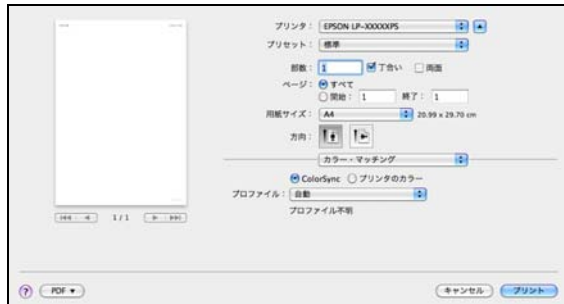 プリンタ： EPSON LP-XXXXXPS
プリセット： 標準
部数： 1 丁合い 両面
ページ： すべて
開始： 1 終了： 1
用紙サイズ： A4 20.99 x 29.70 cm
方向：
カラー・マッチング
ColorSync プリンタのカラー
プロファイル： 自動
プロファイル不明
1 / 1
? PDF キャンセル プリント